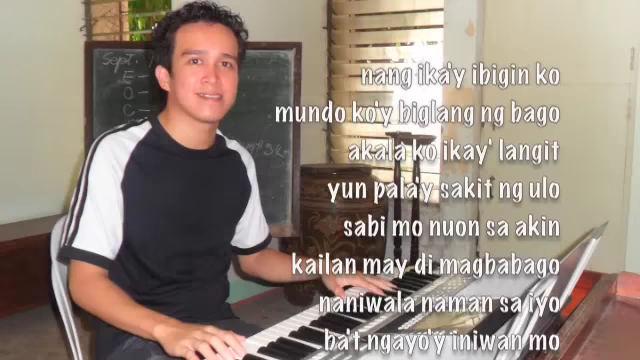 Sept.
E -
O -
C -
nang ika'y ibigin ko
mundo ko'y biglang ng bago
akala ko ikay' langit
yun pala'y sakit ng ulo
sabi mo nuon sa akin
kailan may di magbabago
naniwala naman sa iyo
ba't ngayo'y iniwan mo